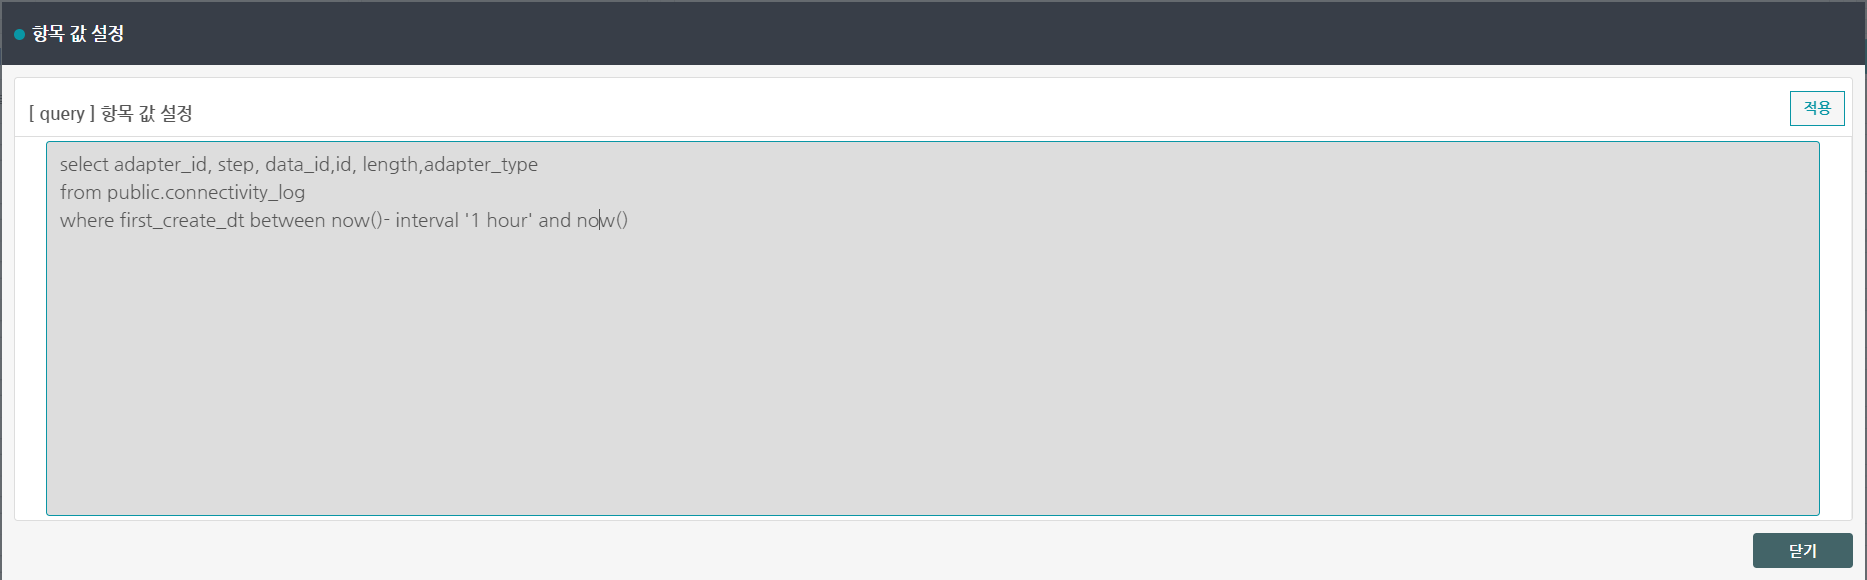 항목 값 설정
[ query ] 항목 값 설정
적용
select adapter_id, step, data_id,id, length,adapter_type
from public.connectivity_log
where first_create_dt between now()- interval '1 hour' and now()
닫기